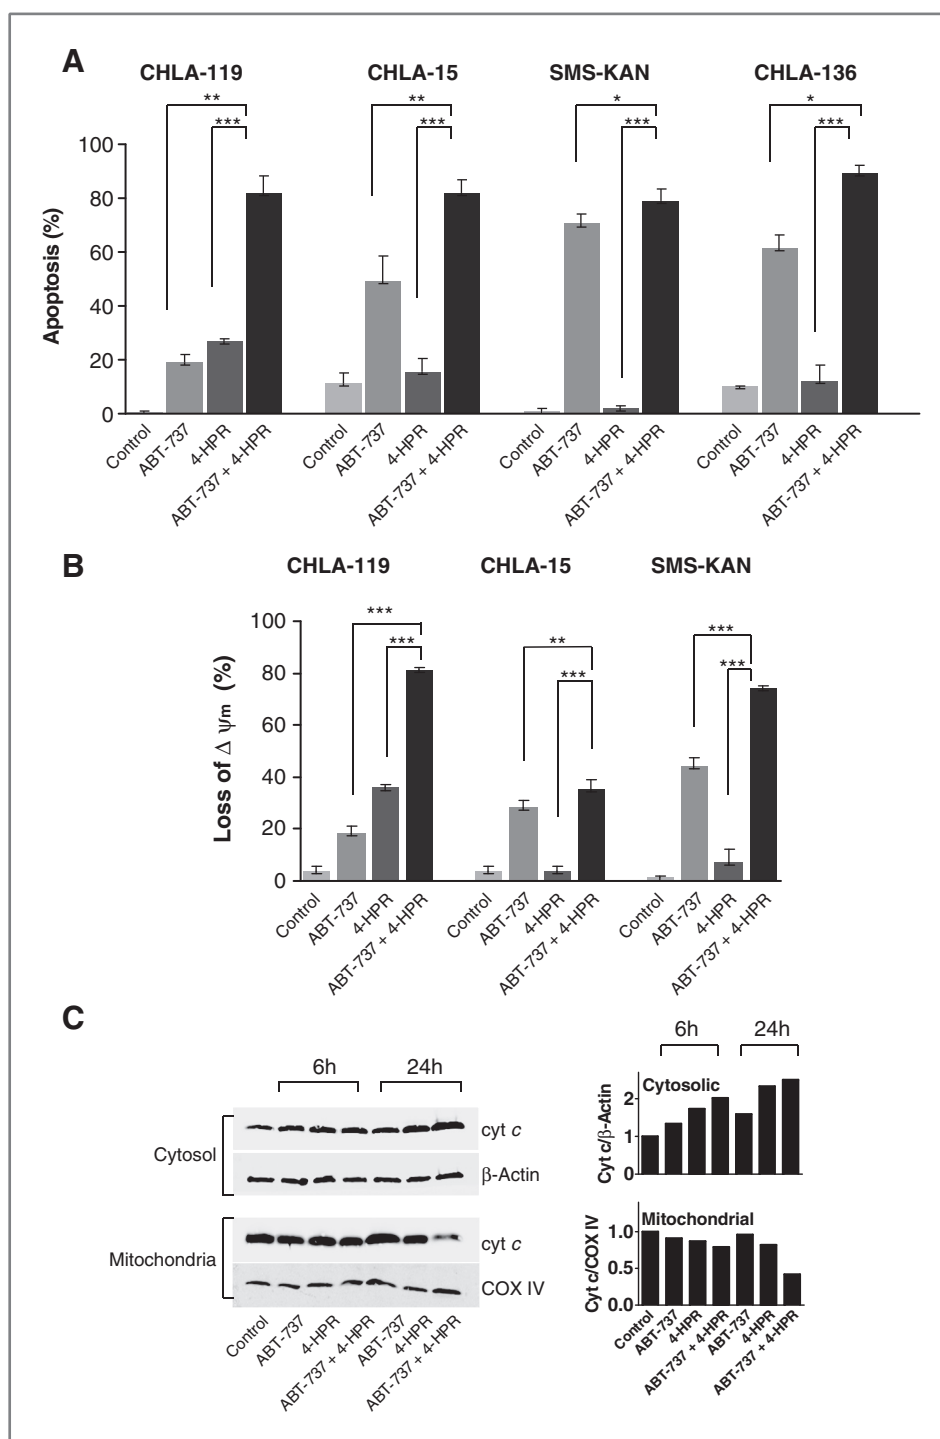 A
CHLA-119 CHLA-15 SMS-KAN CHLA-136
** ** * *
*** *** *** ***
Apoptosis (%)
100
80
60
40
20
0
Control ABT-737 4-HPR ABT-737 + 4-HPR Control ABT-737 4-HPR ABT-737 + 4-HPR Control ABT-737 4-HPR ABT-737 + 4-HPR Control ABT-737 4-HPR ABT-737 + 4-HPR
B
CHLA-119 CHLA-15 SMS-KAN
*** ** ***
*** *** ***
Loss of Δ ψm (%)
100
80
60
40
20
0
Control ABT-737 4-HPR ABT-737 + 4-HPR Control ABT-737 4-HPR ABT-737 + 4-HPR Control ABT-737 4-HPR ABT-737 + 4-HPR
C
6h 24h
Cytosol
cyt c
β-Actin
Mitochondria
cyt c
COX IV
Control ABT-737 4-HPR ABT-737 + 4-HPR ABT-737 4-HPR ABT-737 + 4-HPR
6h 24h
Cytosolic
Cyt c/β-Actin
2
1
0
Mitochondrial
Cyt c/COX IV
1.0
0.5
0.0
Control ABT-737 4-HPR ABT-737 + 4-HPR ABT-737 4-HPR ABT-737 + 4-HPR